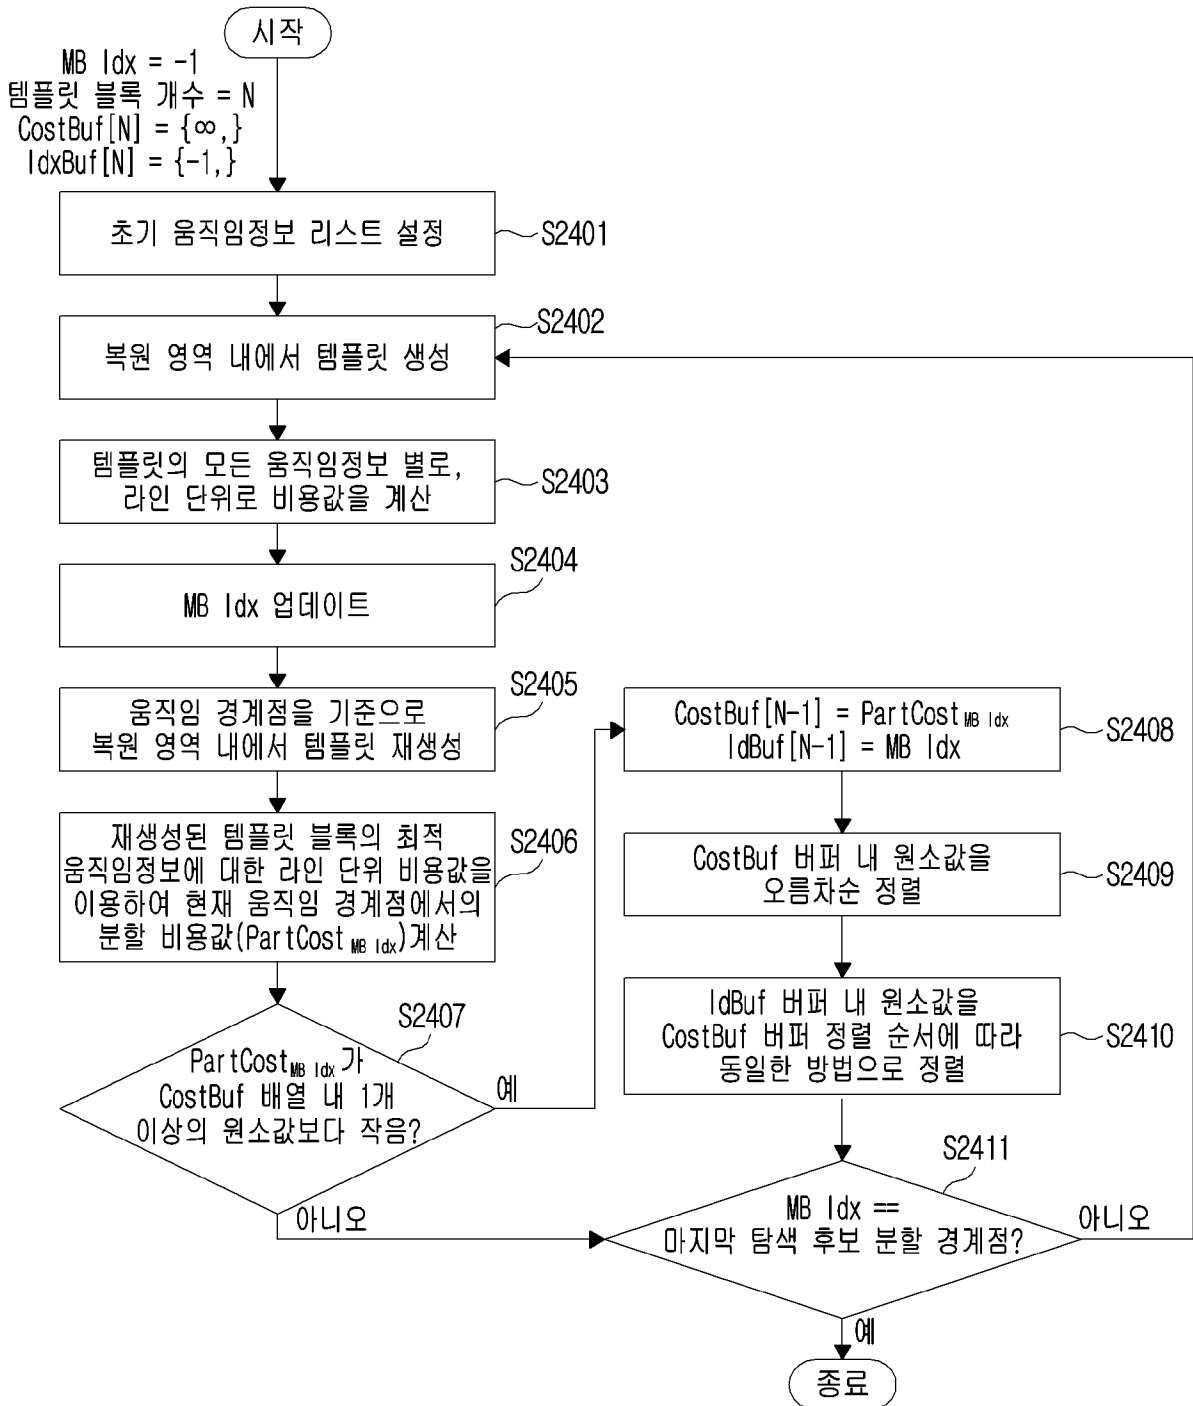 시작
MB Idx = -1
템플릿 블록 개수 = N
CostBuf[N] = {∞,}
IdxBuf[N] = {-1,}
초기 움직임정보 리스트 설정
S2401
복원 영역 내에서 템플릿 생성
S2402
템플릿의 모든 움직임정보 별로,
라인 단위로 비용값을 계산
S2403
MB Idx 업데이트
S2404
움직임 경계점을 기준으로
복원 영역 내에서 템플릿 재생성
S2405
재생성된 템플릿 블록의 최적
움직임정보에 대한 라인 단위 비용값을
이용하여 현재 움직임 경계점에서의
분할 비용값(PartCost MB Idx)계산
S2406
PartCost MB Idx 가
CostBuf 배열 내 1개
이상의 원소값보다 작음?
S2407
예
아니오
CostBuf[N-1] = PartCost MB Idx
IdBuf[N-1] = MB Idx
S2408
CostBuf 버퍼 내 원소값을
오름차순 정렬
S2409
IdBuf 버퍼 내 원소값을
CostBuf 버퍼 정렬 순서에 따라
동일한 방법으로 정렬
S2410
MB Idx ==
마지막 탐색 후보 분할 경계점?
S2411
아니오
예
종료